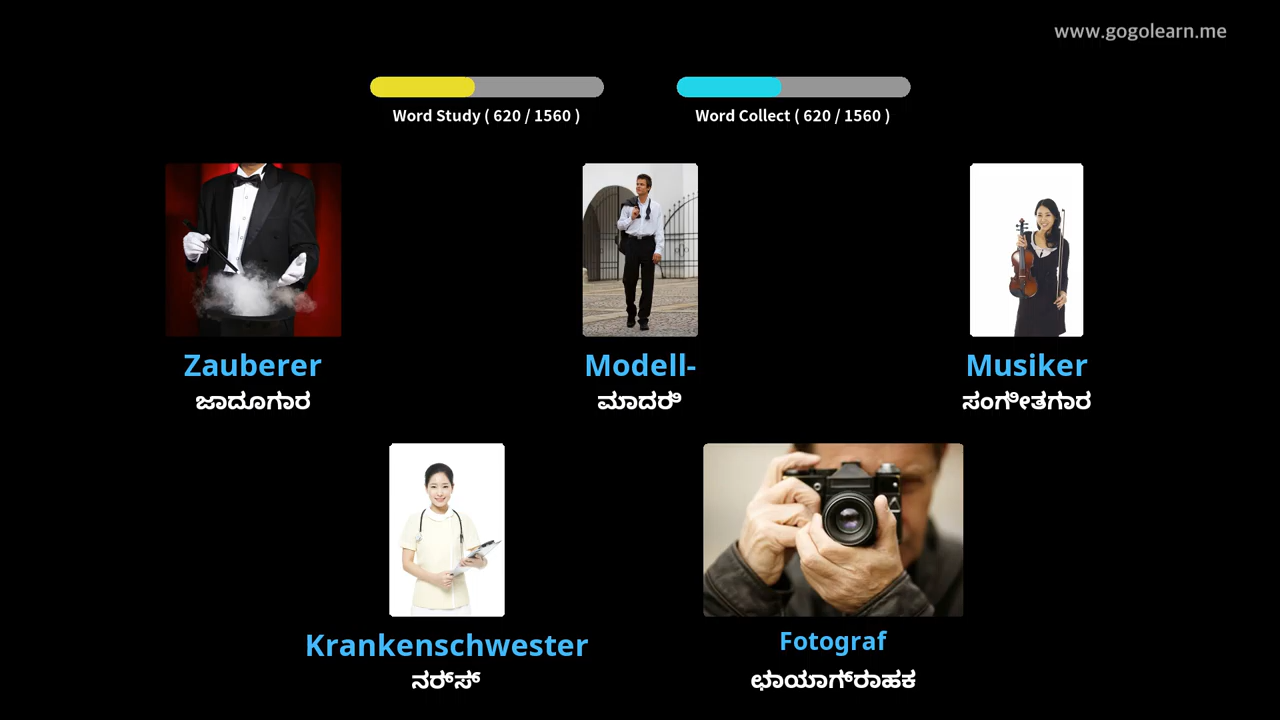 www.gogolearn.me
Word Study ( 620 / 1560 )
Word Collect ( 620 / 1560 )
Zauberer
ಜಾದೂಗಾರ
Modell-
ಮಾದರಿ
Musiker
ಸಂಗೀತಗಾರ
Krankenschwester
ನರ್ಸ್
Fotograf
ಛಾಯಾಗ್ರಾಹಕ